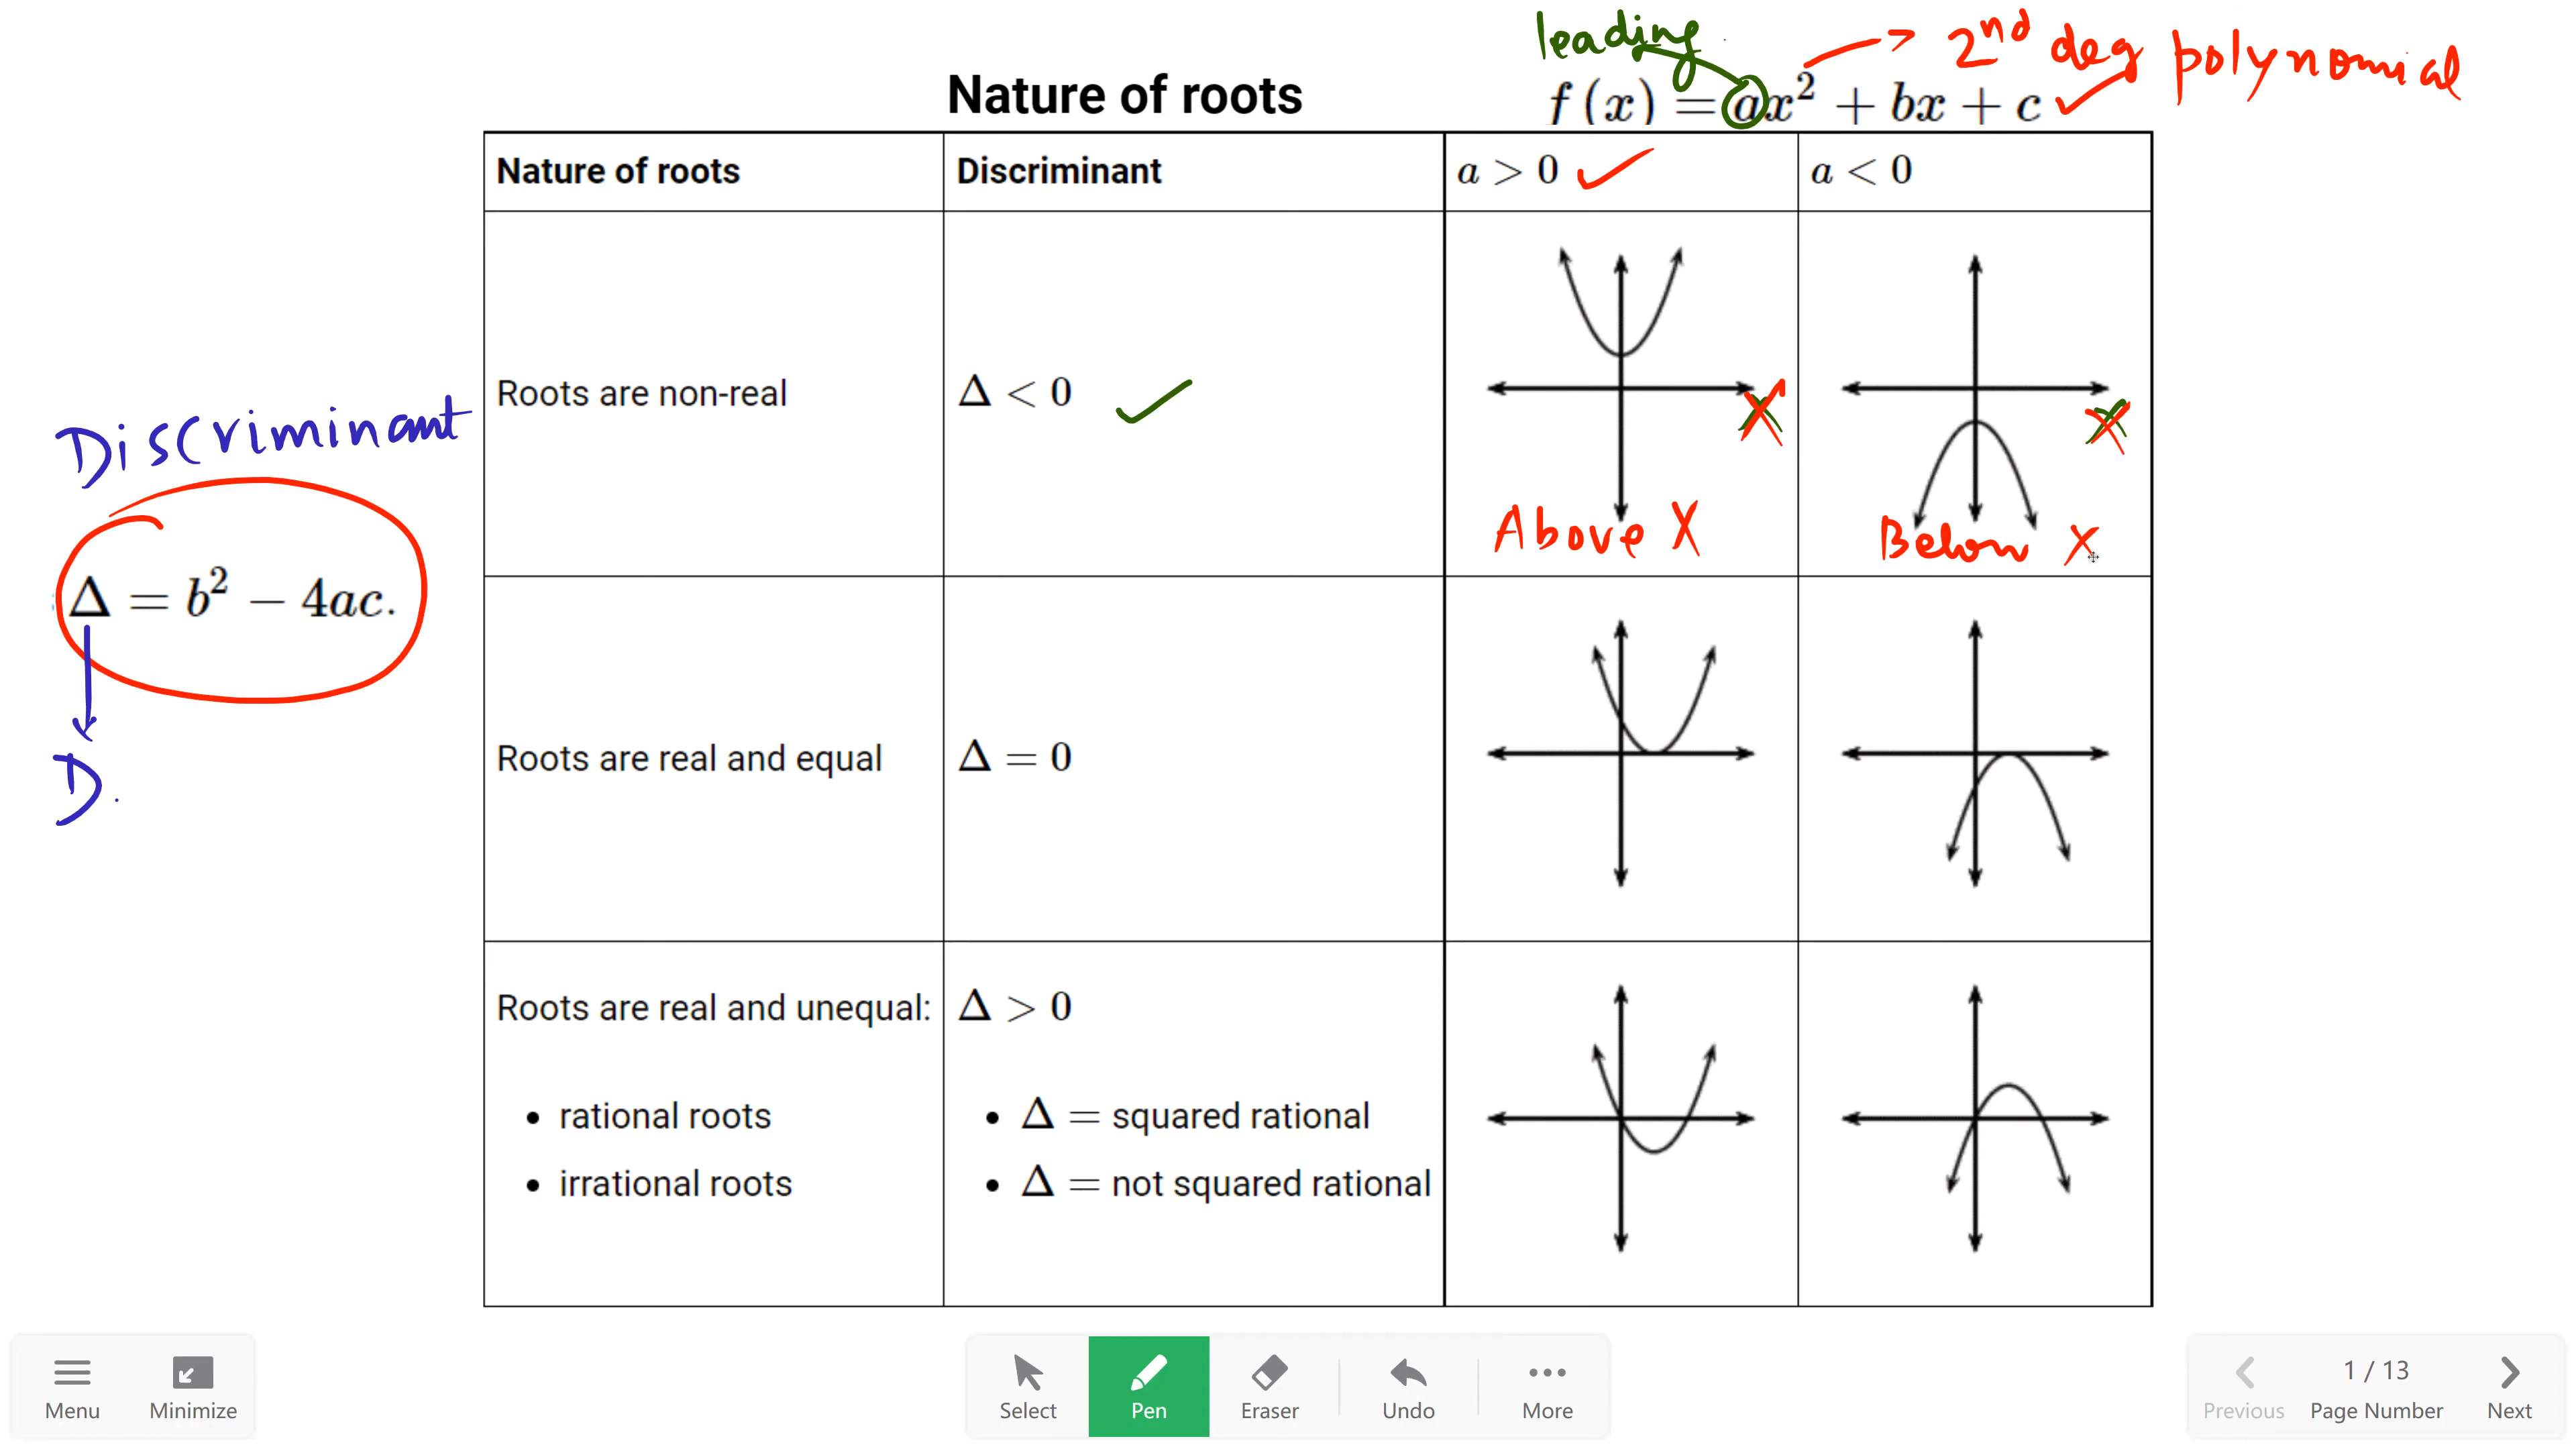 leading
2nd deg polynomial
Nature of roots
f(x) = ax² + bx + c
Nature of roots Discriminant a > 0 a < 0
Roots are non-real Δ < 0
X X
Above X Below X
Discriminant
Δ = b² − 4ac.
D.
Roots are real and equal Δ = 0
Roots are real and unequal: Δ > 0
• rational roots • Δ = squared rational
• irrational roots • Δ = not squared rational
Menu Minimize Select Pen Eraser Undo More Previous 1 / 13 Page Number Next